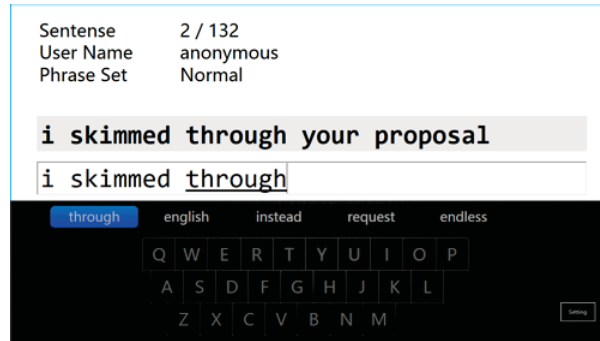 Sentense 2 / 132
User Name anonymous
Phrase Set Normal
i skimmed through your proposal
i skimmed through
through english instead request endless
Q W E R T Y U I O P
A S D F G H J K L
Setting
Z X C V B N M